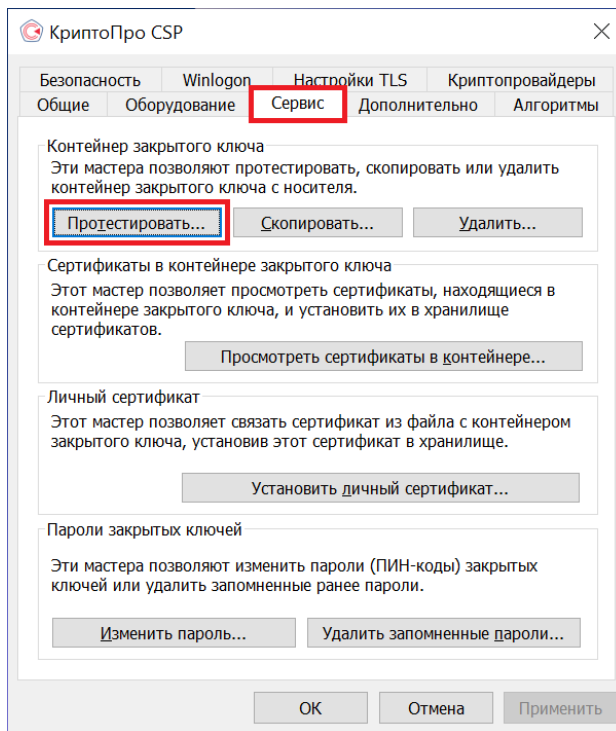 КриптоПро CSP
Безопасность Winlogon Настройки TLS Криптопровайдеры
Общие Оборудование Сервис Дополнительно Алгоритмы
Контейнер закрытого ключа
Эти мастера позволяют протестировать, скопировать или удалить
контейнер закрытого ключа с носителя.
Протестировать... Скопировать... Удалить...
Сертификаты в контейнере закрытого ключа
Этот мастер позволяет просмотреть сертификаты, находящиеся в
контейнере закрытого ключа, и установить их в хранилище
сертификатов.
Просмотреть сертификаты в контейнере...
Личный сертификат
Этот мастер позволяет связать сертификат из файла с контейнером
закрытого ключа, установив этот сертификат в хранилище.
Установить личный сертификат...
Пароли закрытых ключей
Эти мастера позволяют изменить пароли (ПИН-коды) закрытых
ключей или удалить запомненные ранее пароли.
Изменить пароль... Удалить запомненные пароли...
ОК Отмена Применить